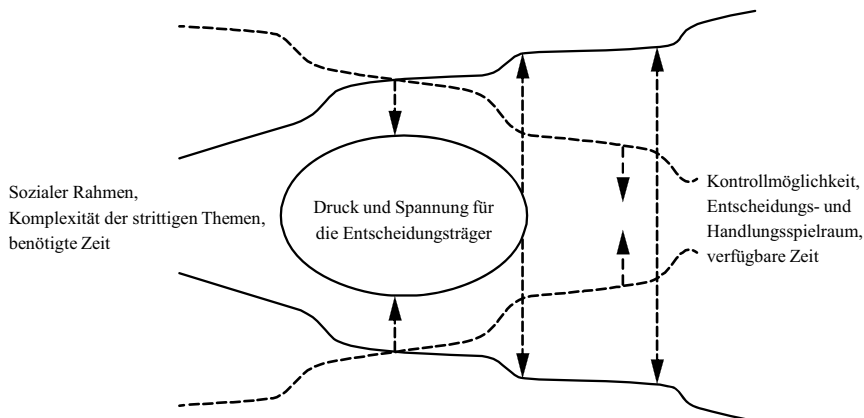 Sozialer Rahmen,
Komplexität der strittigen Themen,
benötigte Zeit
Druck und Spannung für
die Entscheidungsträger
Kontrollmöglichkeit,
Entscheidungs- und
Handlungsspielraum,
verfügbare Zeit